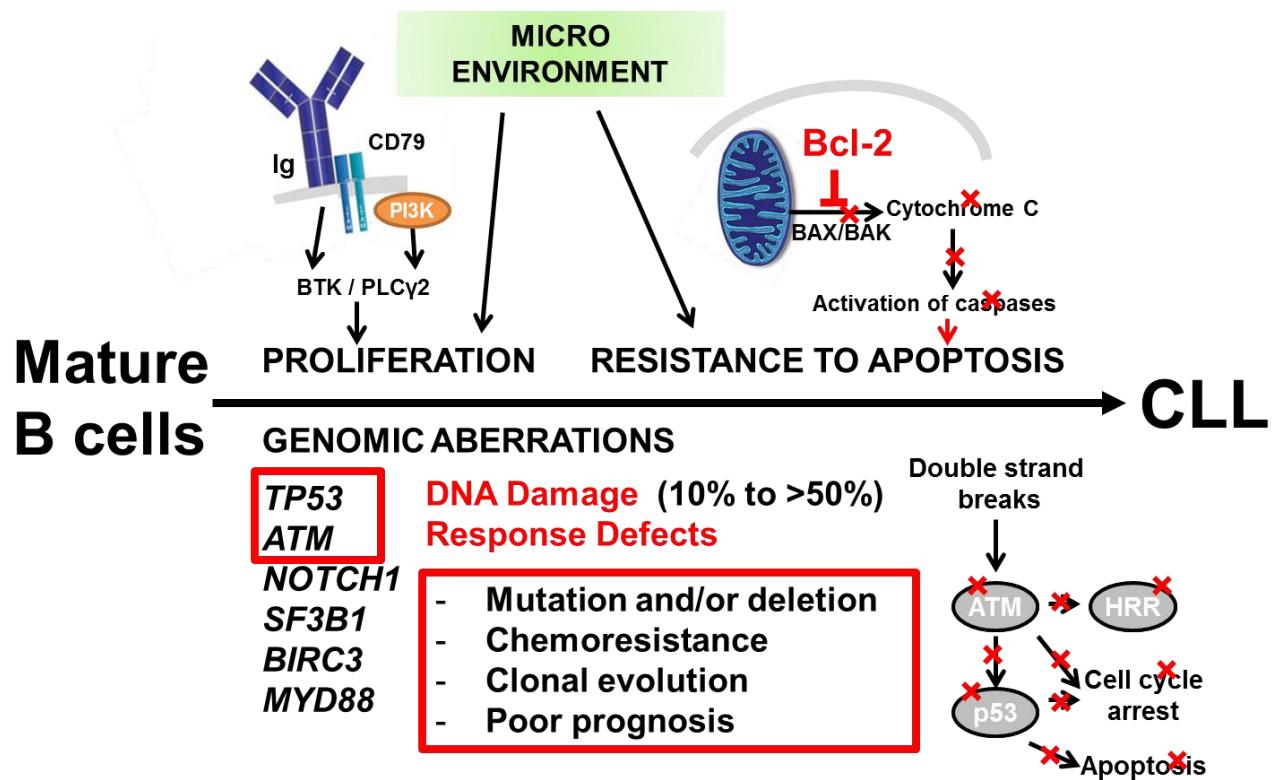 MICRO
ENVIRONMENT
CD79
Ig
PI3K
ITAM
ITAM
BTK / PLCγ2
Bcl-2
Cytochrome C
BAX/BAK
Activation of caspases
PROLIFERATION
RESISTANCE TO APOPTOSIS
Mature
B cells
CLL
GENOMIC ABERRATIONS
TP53
ATM
NOTCH1
SF3B1
BIRC3
MYD88
DNA Damage (10% to >50%)
Response Defects
- Mutation and/or deletion
- Chemoresistance
- Clonal evolution
- Poor prognosis
Double strand
breaks
ATM
HRR
p53
Cell cycle
arrest
Apoptosis